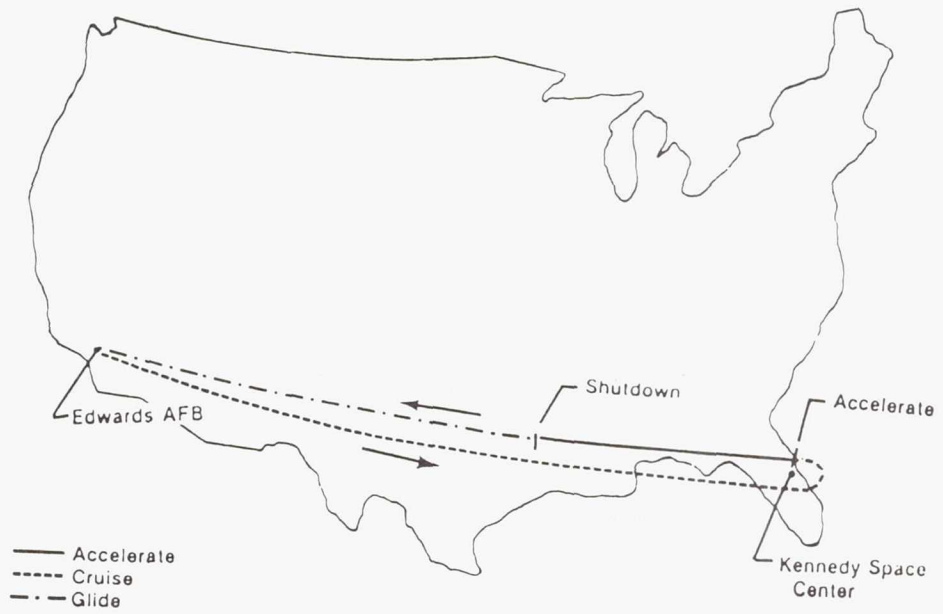 Shutdown
Accelerate
Edwards AFB
Accelerate
Cruise
Glide
Kennedy Space
Center